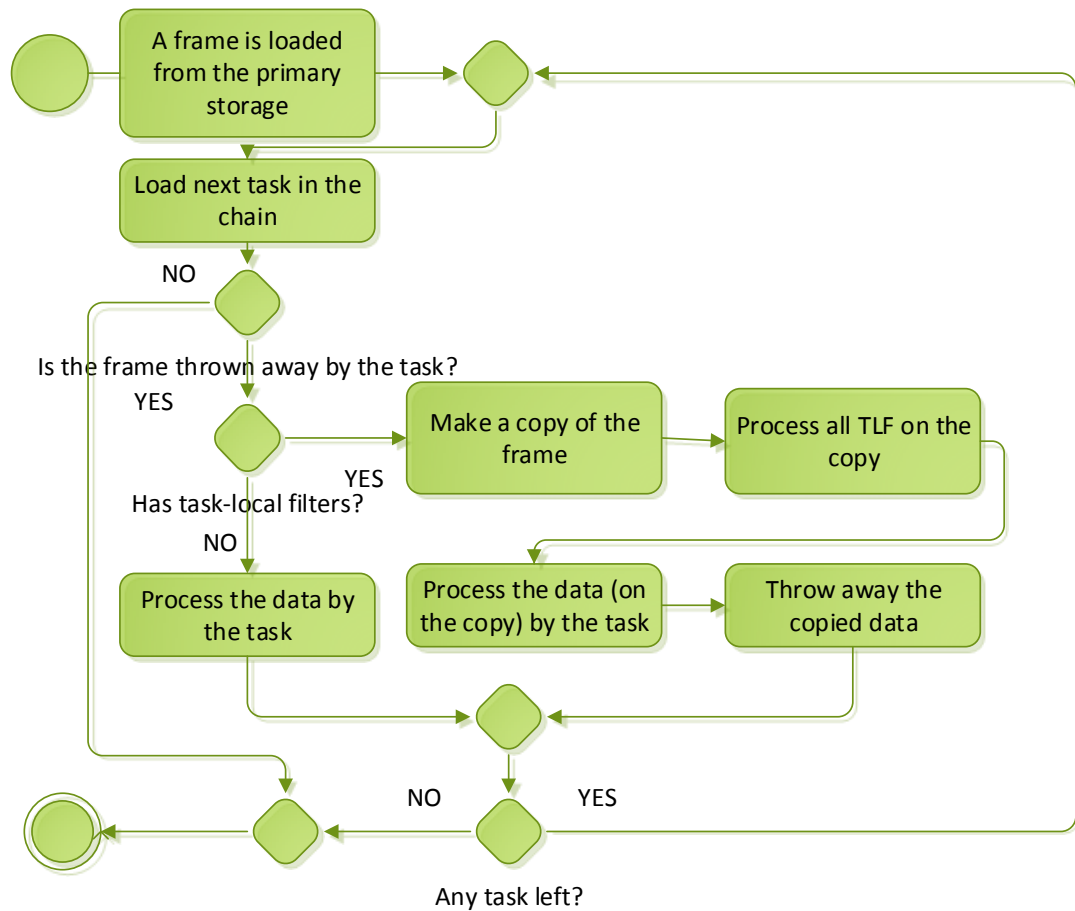 A frame is loaded
from the primary
storage
Load next task in the
chain
NO
Is the frame thrown away by the task?
YES
Make a copy of the
frame
Process all TLF on the
copy
YES
Has task-local filters?
NO
Process the data by
the task
Process the data (on
the copy) by the task
Throw away the
copied data
NO
YES
Any task left?